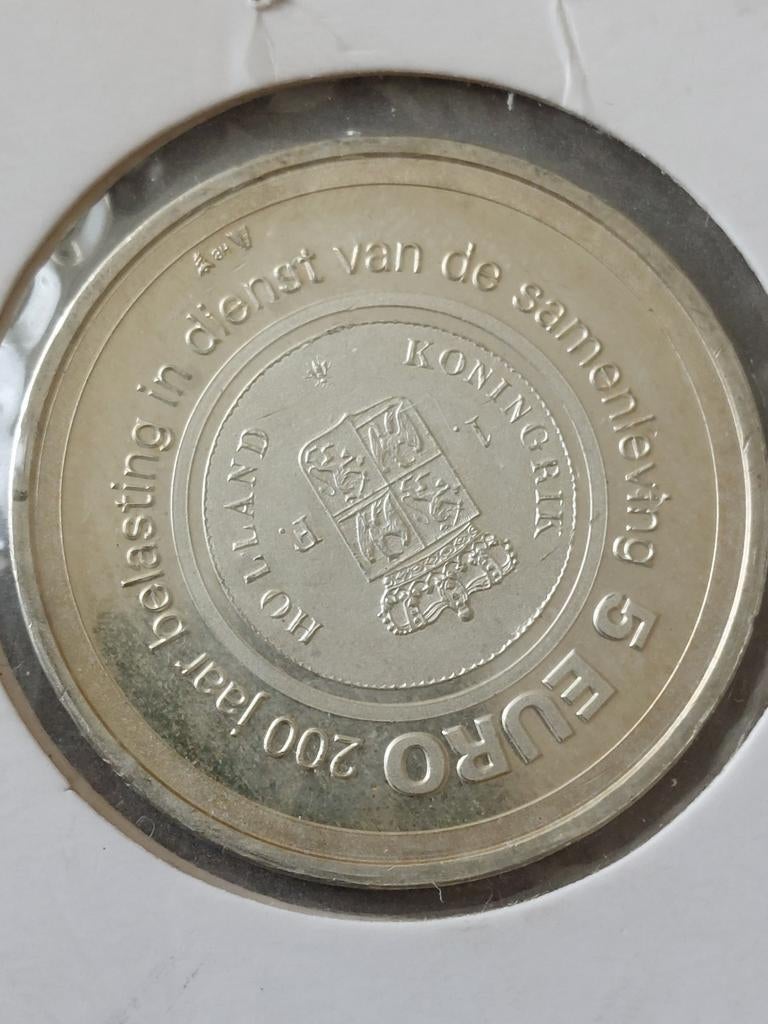 200 jaar belasting in dienst van de samenleving 5 EURO
KONINGRIK
HOLLAND